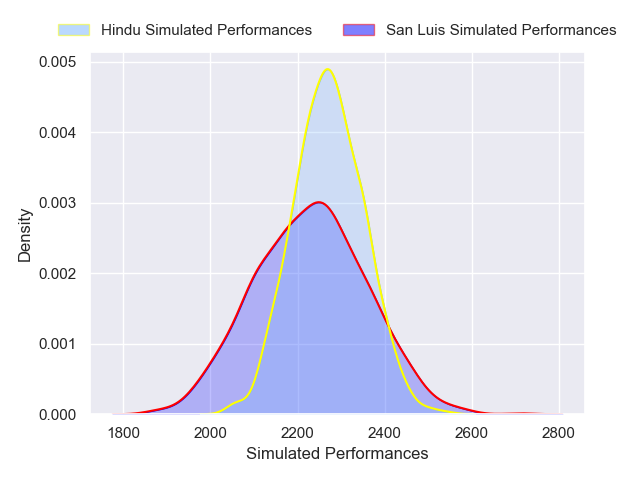 Hindu Simulated Performances
San Luis Simulated Performances
0.005
0.004
0.003
0.002
0.001
0.000
Density
1800 2000 2200 2400 2600 2800
Simulated Performances